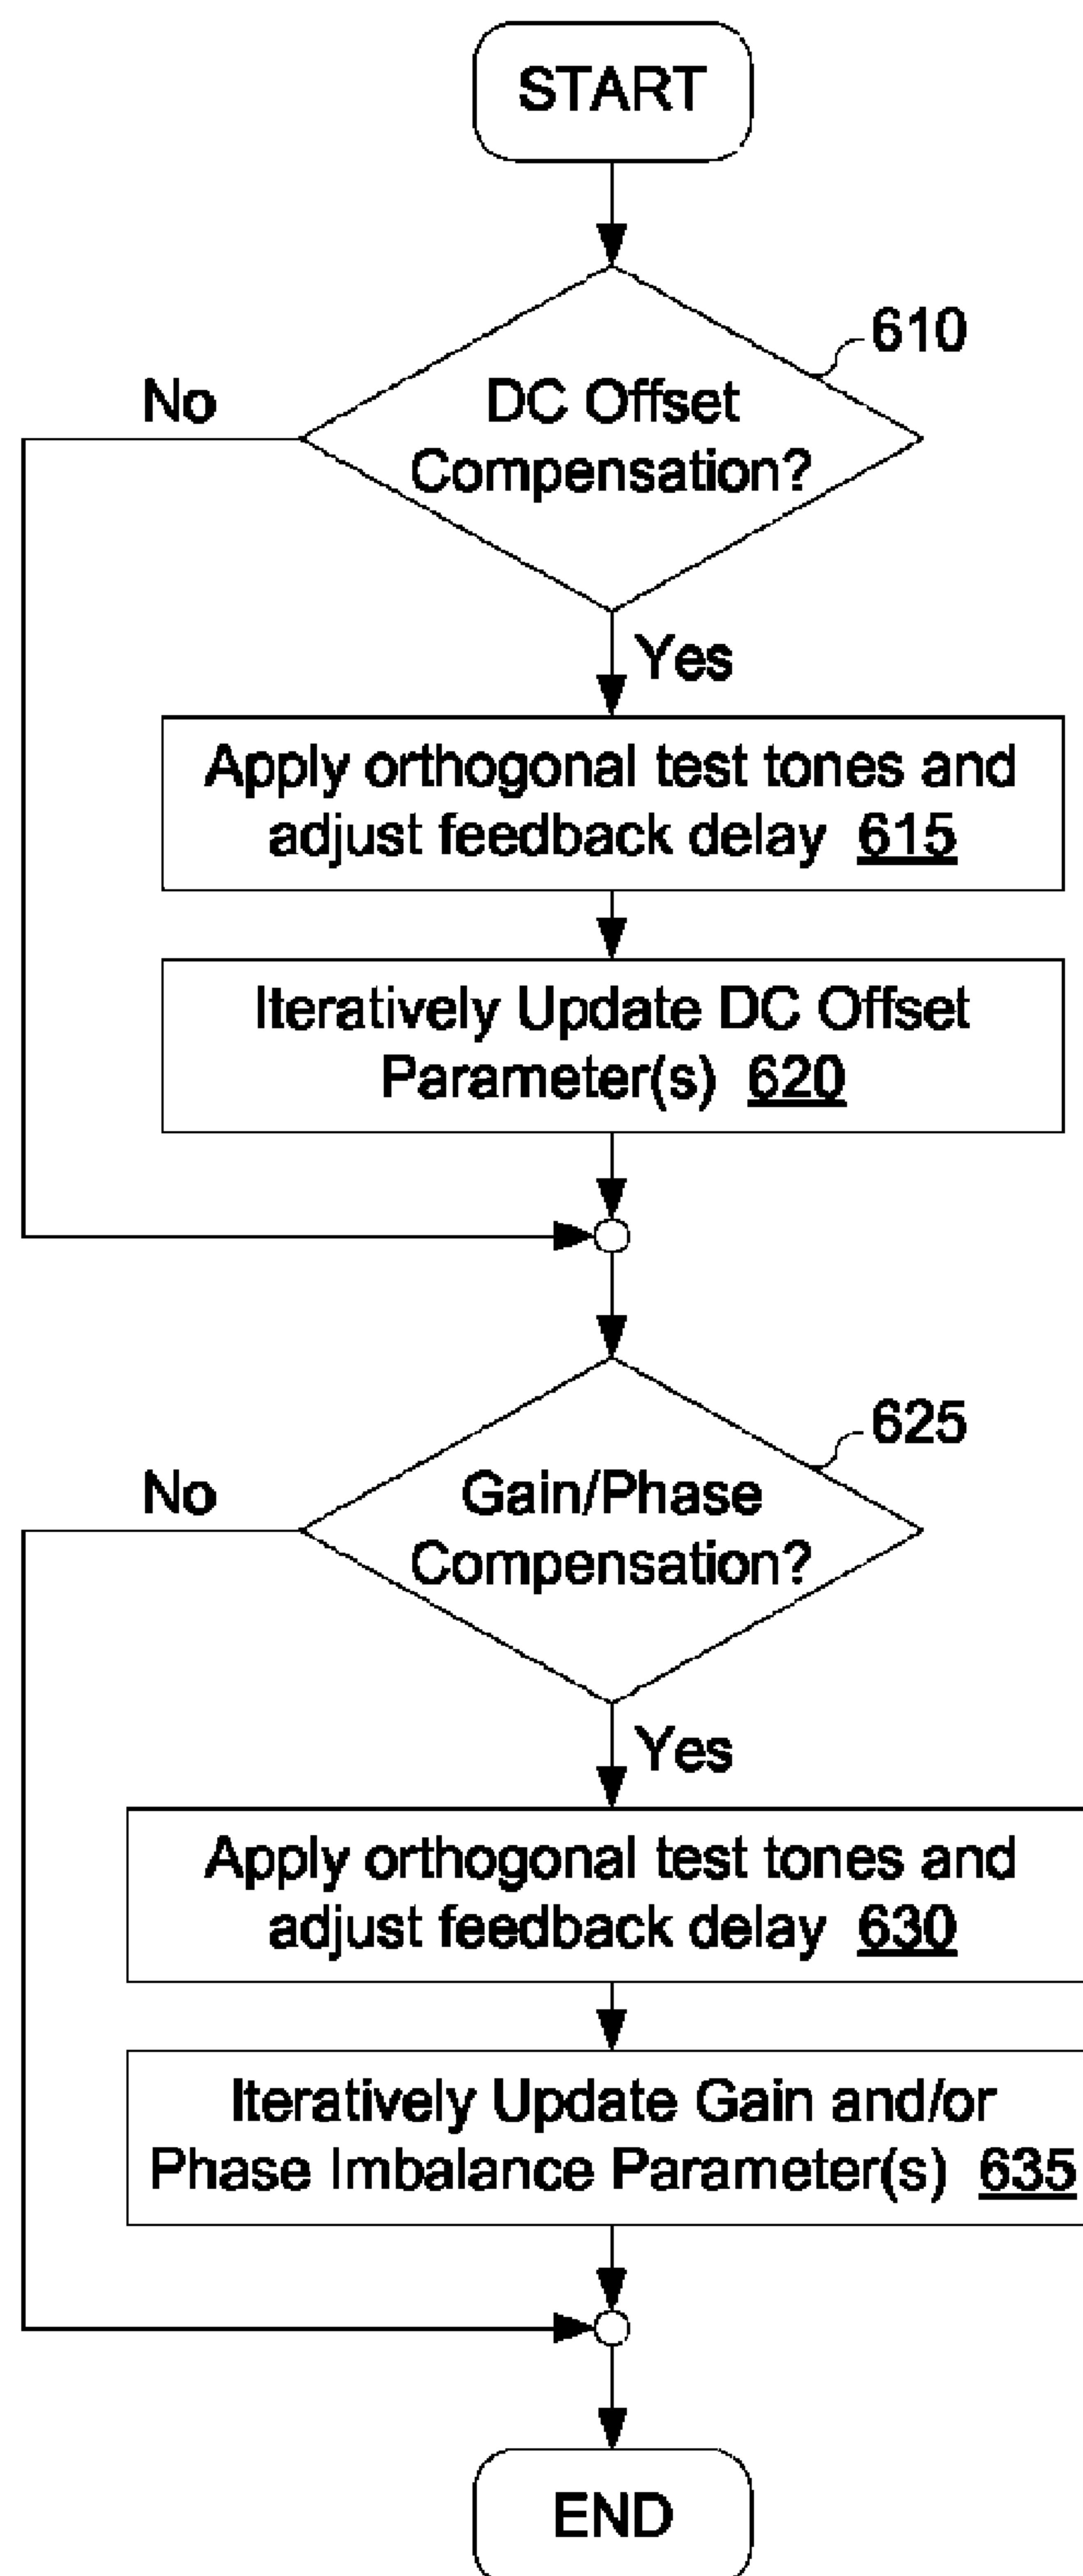 START
610
No
DC Offset
Compensation?
Yes
Apply orthogonal test tones and
adjust feedback delay 615
Iteratively Update DC Offset
Parameter(s) 620
625
No
Gain/Phase
Compensation?
Yes
Apply orthogonal test tones and
adjust feedback delay 630
Iteratively Update Gain and/or
Phase Imbalance Parameter(s) 635
END